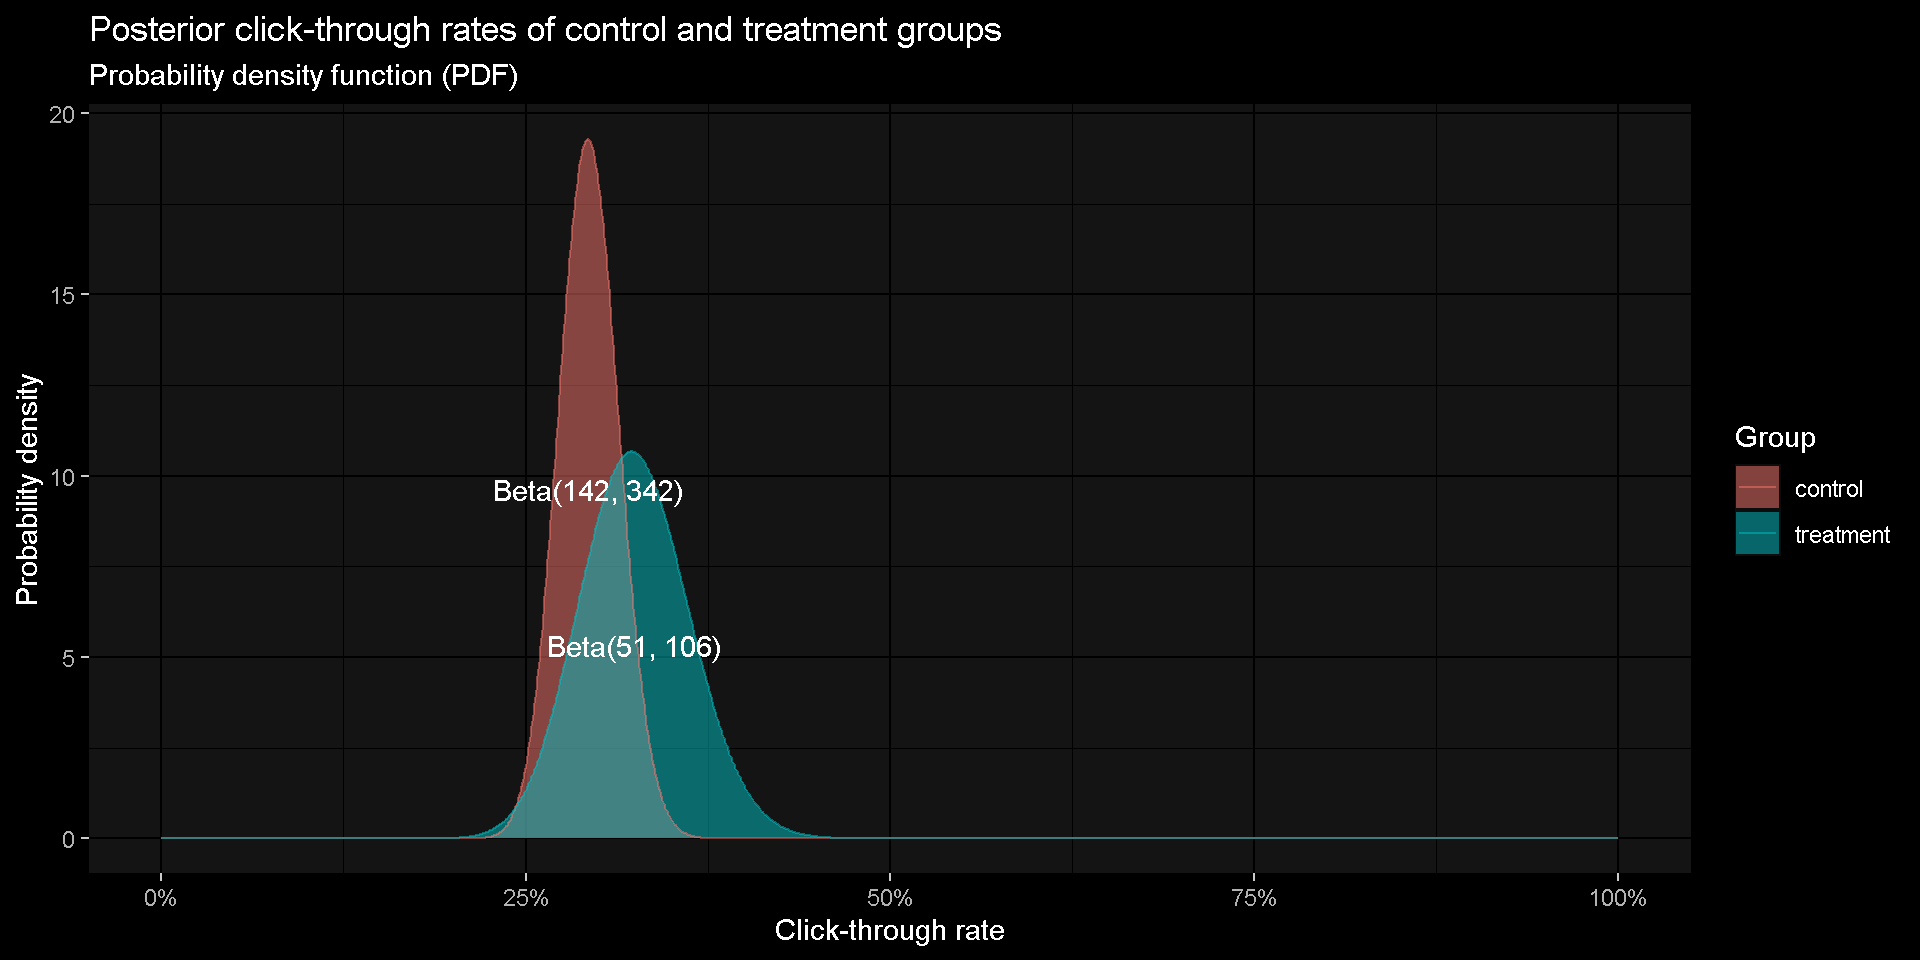 Posterior click-through rates of control and treatment groups
Probability density function (PDF)
20
15
10
5
0
Probability density
Beta(142, 342)
Beta(51, 106)
0% 25% 50% 75% 100%
Click-through rate
Group
control
treatment